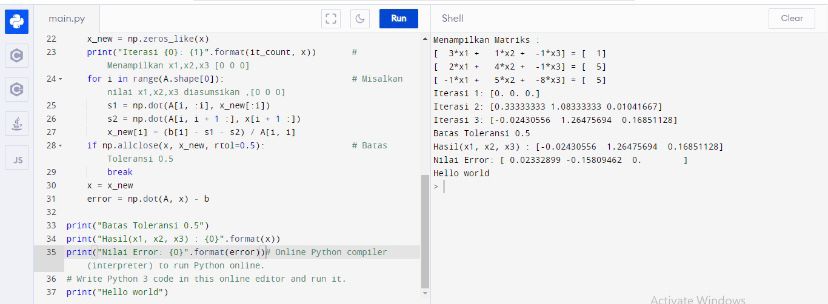 main.py
Run
Shell
Clear
22 x_new = np.zeros_like(x)
23 print("Iterasi {0}: {1}".format(it_count, x)) #
Menampilkan x1,x2,x3 [0 0 0]
24 for i in range(A.shape[0]): # Misalkan
nilai x1,x2,x3 diasumsikan ,[0 0 0]
25 s1 = np.dot(A[i, :i], x_new[:i])
26 s2 = np.dot(A[i, i + 1 :], x[i + 1 :])
27 x_new[i] = (b[i] - s1 - s2) / A[i, i]
28 if np.allclose(x, x_new, rtol=0.5): # Batas
Toleransi 0.5
29 break
30 x = x_new
31 error = np.dot(A, x) - b
32
33 print("Batas Toleransi 0.5")
34 print("Hasil(x1, x2, x3) : {0}".format(x))
35 print("Nilai Error: {0}".format(error))# Online Python compiler
(interpreter) to run Python online.
36 # Write Python 3 code in this online editor and run it.
37 print("Hello world")
JS
Menampilkan Matriks :
[ 3*x1 + 1*x2 + -1*x3] = [ 1]
[ 2*x1 + 4*x2 + -1*x3] = [ 5]
[ -1*x1 + 5*x2 + -8*x3] = [ 5]
Iterasi 1: [0. 0. 0.]
Iterasi 2: [0.33333333 1.08333333 0.01041667]
Iterasi 3: [-0.02430556 1.26475694 0.16851128]
Batas Toleransi 0.5
Hasil(x1, x2, x3) : [-0.02430556 1.26475694 0.16851128]
Nilai Error: [ 0.02332899 -0.15809462 0. ]
Hello world
>
Activate Windows